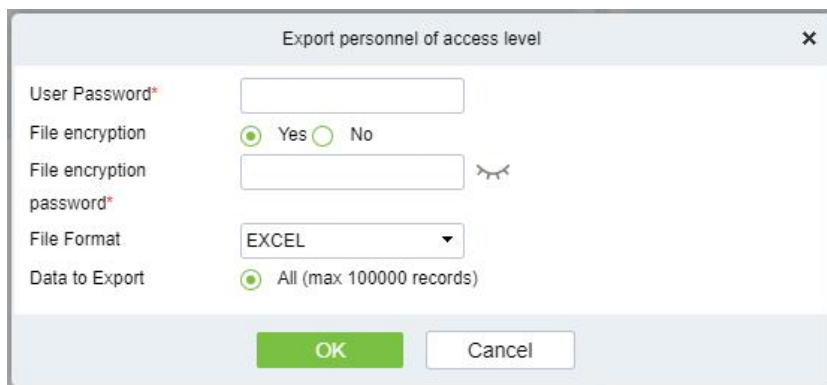 Export personnel of access level
User Password*
File encryption Yes No
File encryption
password*
File Format EXCEL
Data to Export All (max 100000 records)
OK Cancel